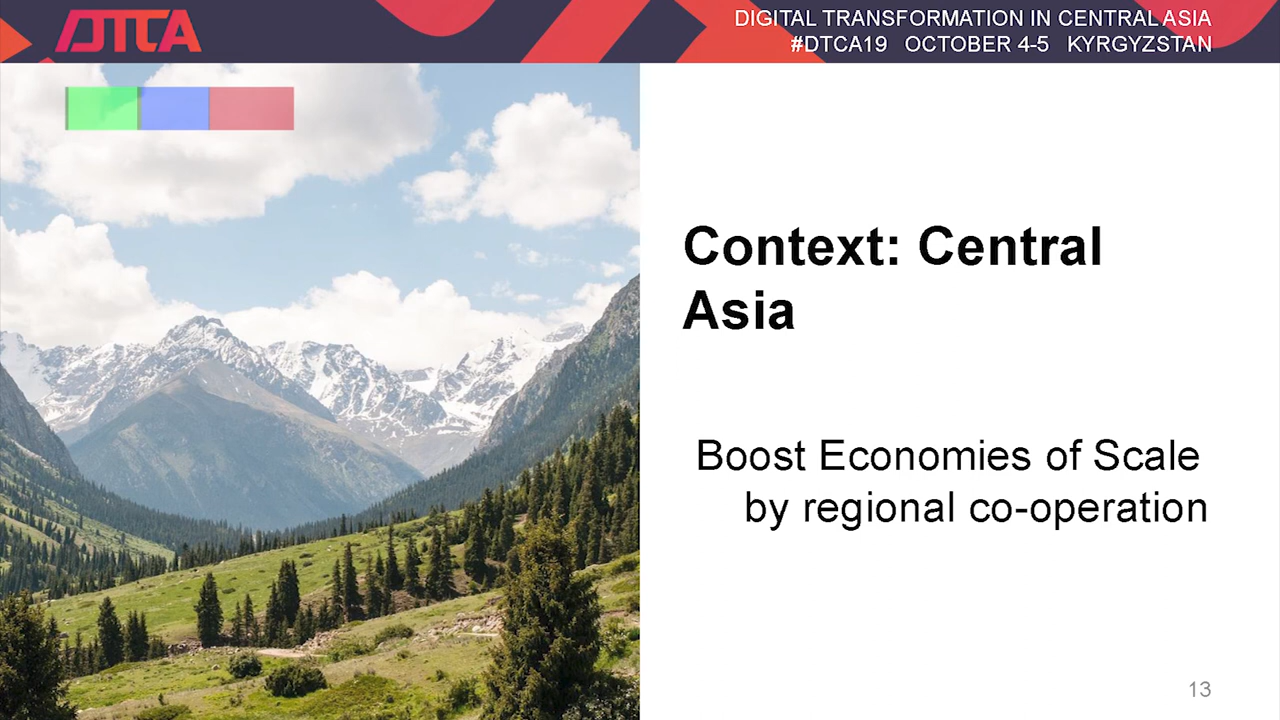 DTCA
DIGITAL TRANSFORMATION IN CENTRAL ASIA
#DTCA19 OCTOBER 4-5 KYRGYZSTAN
Context: Central
Asia
Boost Economies of Scale
by regional co-operation
13